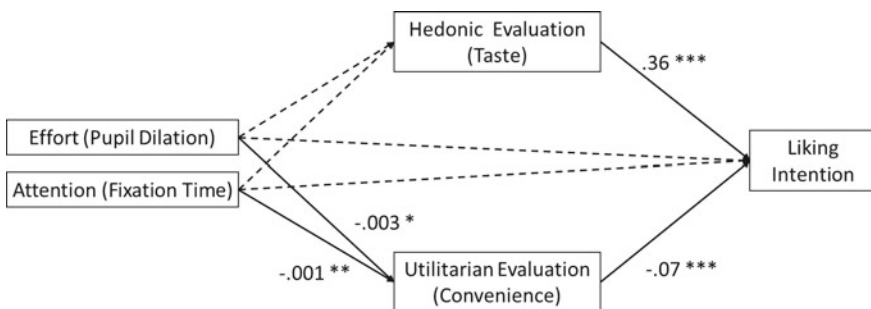 Hedonic Evaluation
(Taste)
.36 ***
Effort (Pupil Dilation)
Attention (Fixation Time)
Liking
Intention
-.003 *
-.001 **
Utilitarian Evaluation
(Convenience)
-.07 ***